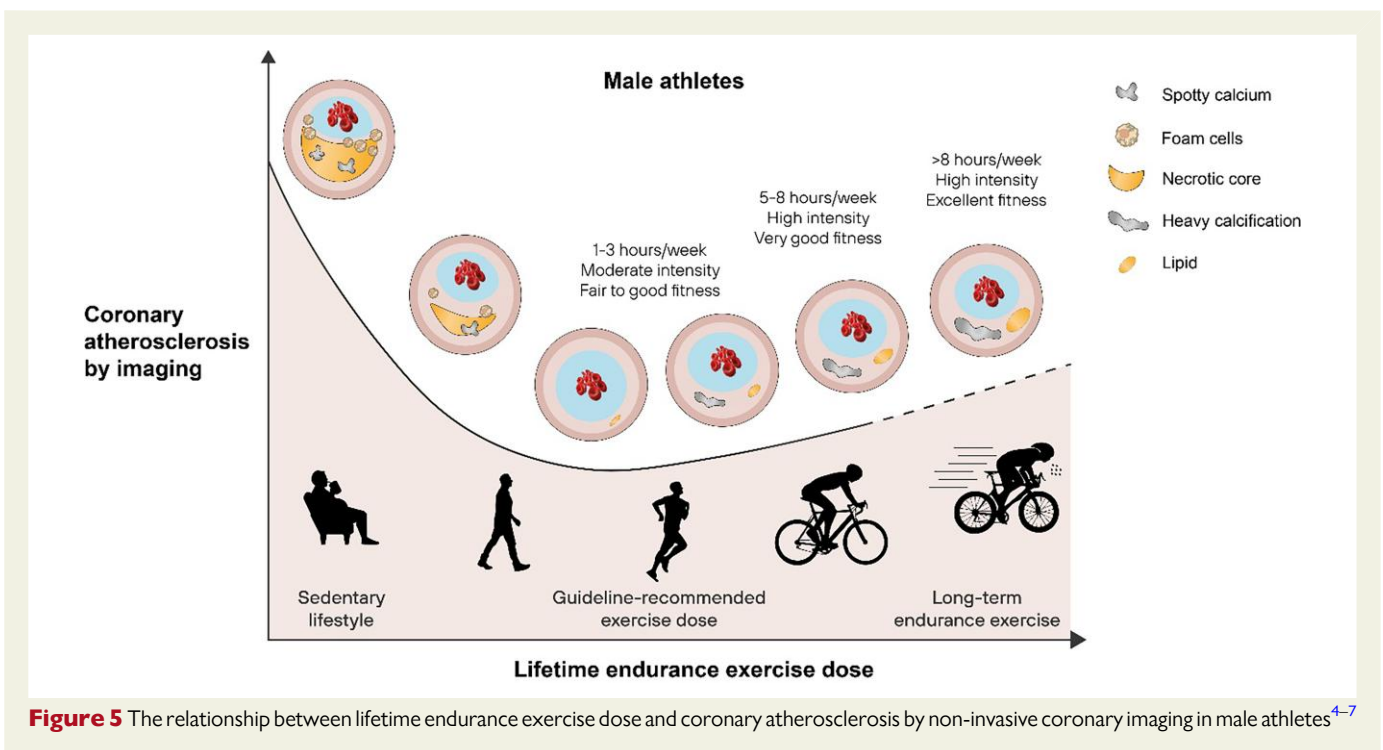 Male athletes
Coronary
atherosclerosis
by imaging
1-3 hours/week
Moderate intensity
Fair to good fitness
5-8 hours/week
High intensity
Very good fitness
>8 hours/week
High intensity
Excellent fitness
Spotty calcium
Foam cells
Necrotic core
Heavy calcification
Lipid
Sedentary
lifestyle
Guideline-recommended
exercise dose
Long-term
endurance exercise
Lifetime endurance exercise dose
Figure 5 The relationship between lifetime endurance exercise dose and coronary atherosclerosis by non-invasive coronary imaging in male athletes4–7